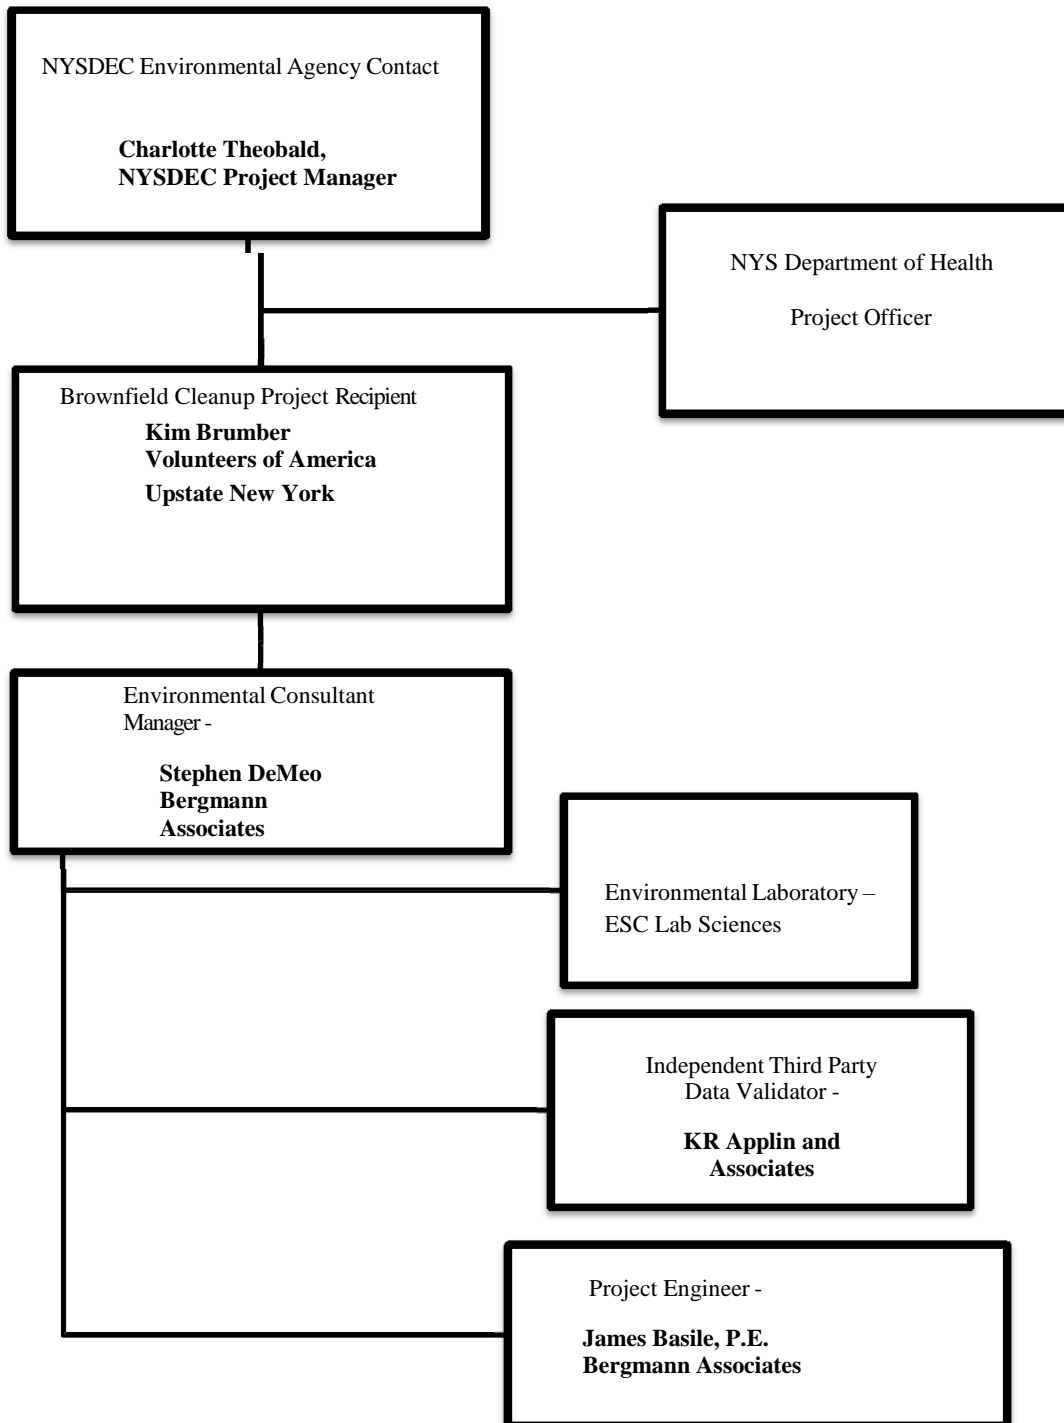 NYSDEC Environmental Agency Contact
Charlotte Theobald,
NYSDEC Project Manager
NYS Department of Health
Project Officer
Brownfield Cleanup Project Recipient
Kim Brumber
Volunteers of America
Upstate New York
Environmental Consultant
Manager -
Stephen DeMeo
Bergmann
Associates
Environmental Laboratory –
ESC Lab Sciences
Independent Third Party
Data Validator -
KR Applin and
Associates
Project Engineer -
James Basile, P.E.
Bergmann Associates